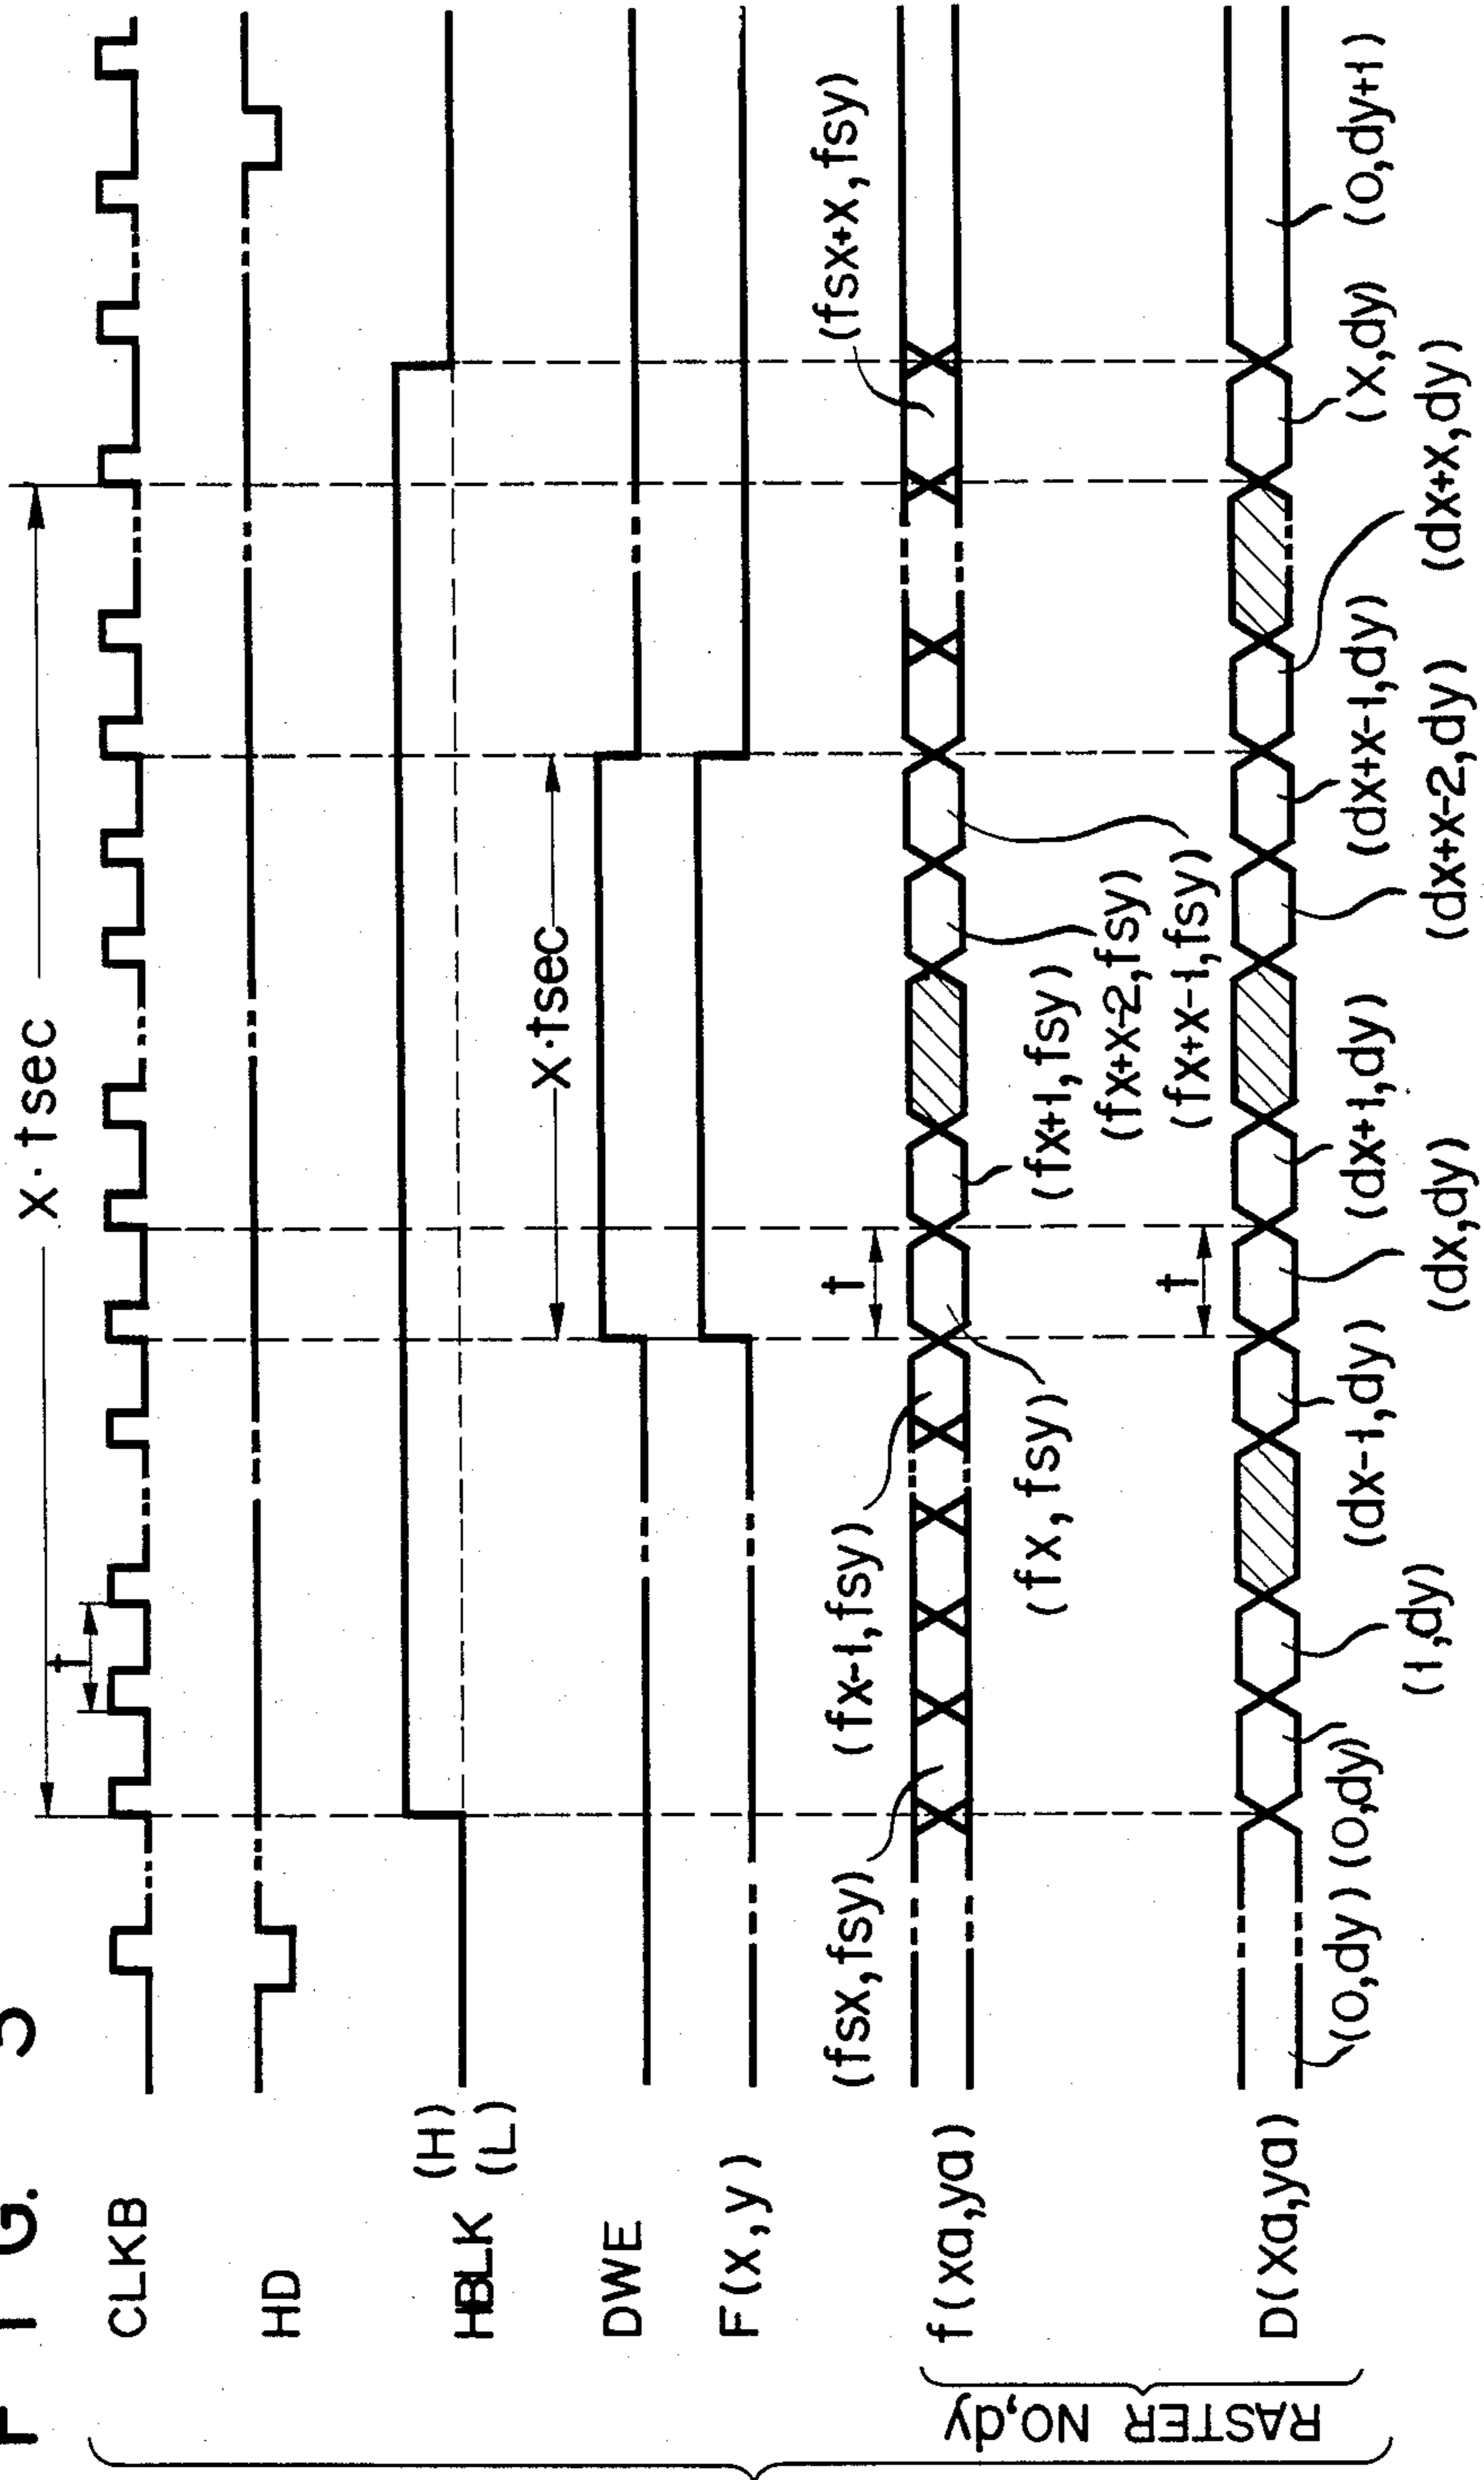 FIG. 5
X·tsec
t
CLKB
HD
HBLK
(H)
(L)
DWE
X·tsec
F(x,y)
f(xa,ya)
(fsx,fsy)
(fx-1,fsy)
(fx,fsy)
t
(fx+1,fsy)
(fx+x-2,fsy)
(fx+x-1,fsy)
(fsx+X,fsy)
D(Xa,ya)
t
(0,dy)
(0,dy)
(1,dy)
(dx-1,dy)
(dx,dy)
(dx+1,dy)
(dx+x-2,dy)
(dx+x-1,dy)
(dx+x,dy)
(X,dy)
(0,dy+1)
RASTER NO,dy